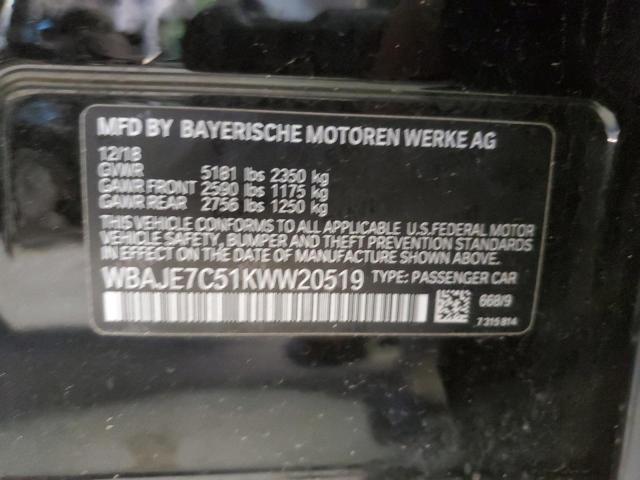 MFD BY BAYERISCHE MOTOREN WERKE AG
12/18
GVWR 5181 lbs 2350 kg
GAWR FRONT 2590 lbs 1175 kg
GAWR REAR 2756 lbs 1250 kg
THIS VEHICLE CONFORMS TO ALL APPLICABLE U.S.FEDERAL MOTOR
VEHICLE SAFETY, BUMPER AND THEFT PREVENTION STANDARDS
IN EFFECT ON THE DATE OF MANUFACTURE SHOWN ABOVE.
WBAJE7C51KWW20519 TYPE: PASSENGER CAR
668/9
7 315 814